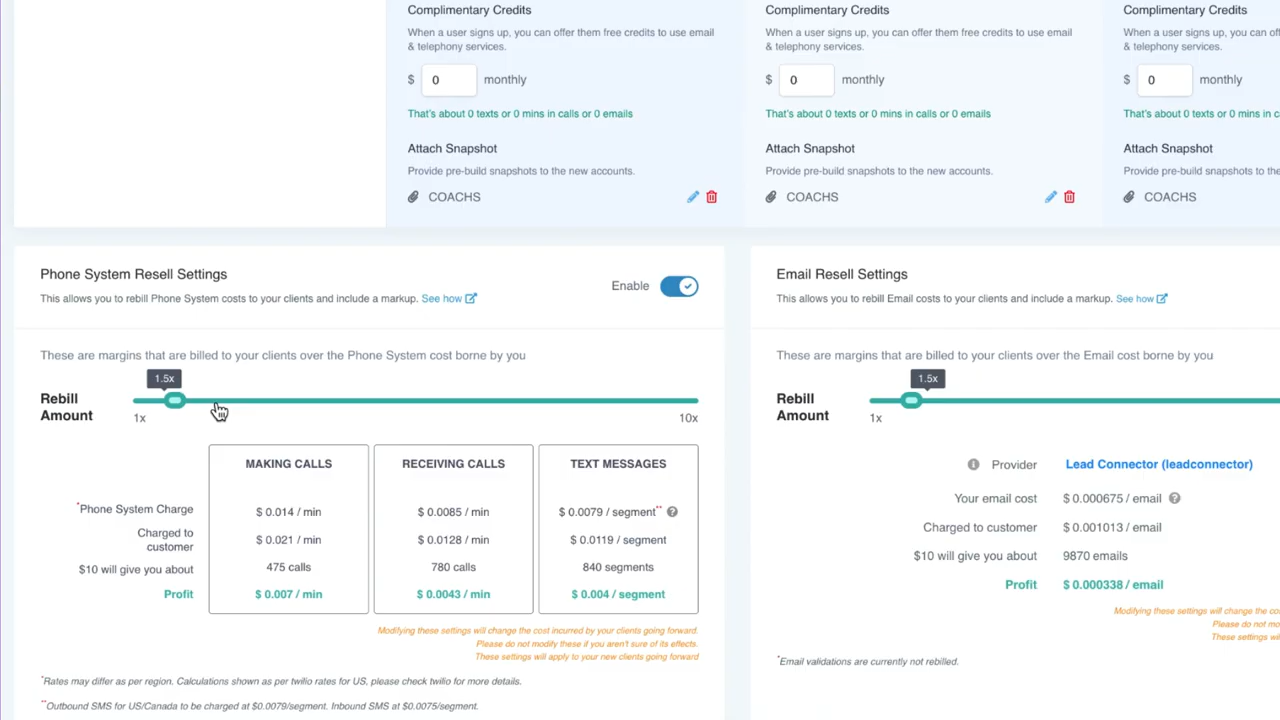 Complimentary Credits
When a user signs up, you can offer them free credits to use email
& telephony services.
$ 0 monthly
That's about 0 texts or 0 mins in calls or 0 emails
Attach Snapshot
Provide pre-build snapshots to the new accounts.
COACHS
Complimentary Credits
When a user signs up, you can offer them free credits to use email
& telephony services.
$ 0 monthly
That's about 0 texts or 0 mins in calls or 0 emails
Attach Snapshot
Provide pre-build snapshots to the new accounts.
COACHS
Complimentary Credits
When a user signs up, you can of
& telephony services.
$ 0 monthly
That's about 0 texts or 0 mins in c
Attach Snapshot
Provide pre-build snapshots to the
COACHS
Phone System Resell Settings
This allows you to rebill Phone System costs to your clients and include a markup. See how
Enable
These are margins that are billed to your clients over the Phone System cost borne by you
1.5x
Rebill
Amount
1x
10x
MAKING CALLS RECEIVING CALLS TEXT MESSAGES
*Phone System Charge $ 0.014 / min $ 0.0085 / min $ 0.0079 / segment**
Charged to
customer $ 0.021 / min $ 0.0128 / min $ 0.0119 / segment
$10 will give you about 475 calls 780 calls 840 segments
Profit $ 0.007 / min $ 0.0043 / min $ 0.004 / segment
Modifying these settings will change the cost incurred by your clients going forward.
Please do not modify these if you aren't sure of its effects.
These settings will apply to your new clients going forward
*Rates may differ as per region. Calculations shown as per twilio rates for US, please check twilio for more details.
**Outbound SMS for US/Canada to be charged at $0.0079/segment. Inbound SMS at $0.0075/segment.
Email Resell Settings
This allows you to rebill Email costs to your clients and include a markup. See how
These are margins that are billed to your clients over the Email cost borne by you
1.5x
Rebill
Amount
1x
Provider Lead Connector (leadconnector)
Your email cost $ 0.000675 / email
Charged to customer $ 0.001013 / email
$10 will give you about 9870 emails
Profit $ 0.000338 / email
Modifying these settings will change the cos
Please do not mo
These settings wi
*Email validations are currently not rebilled.